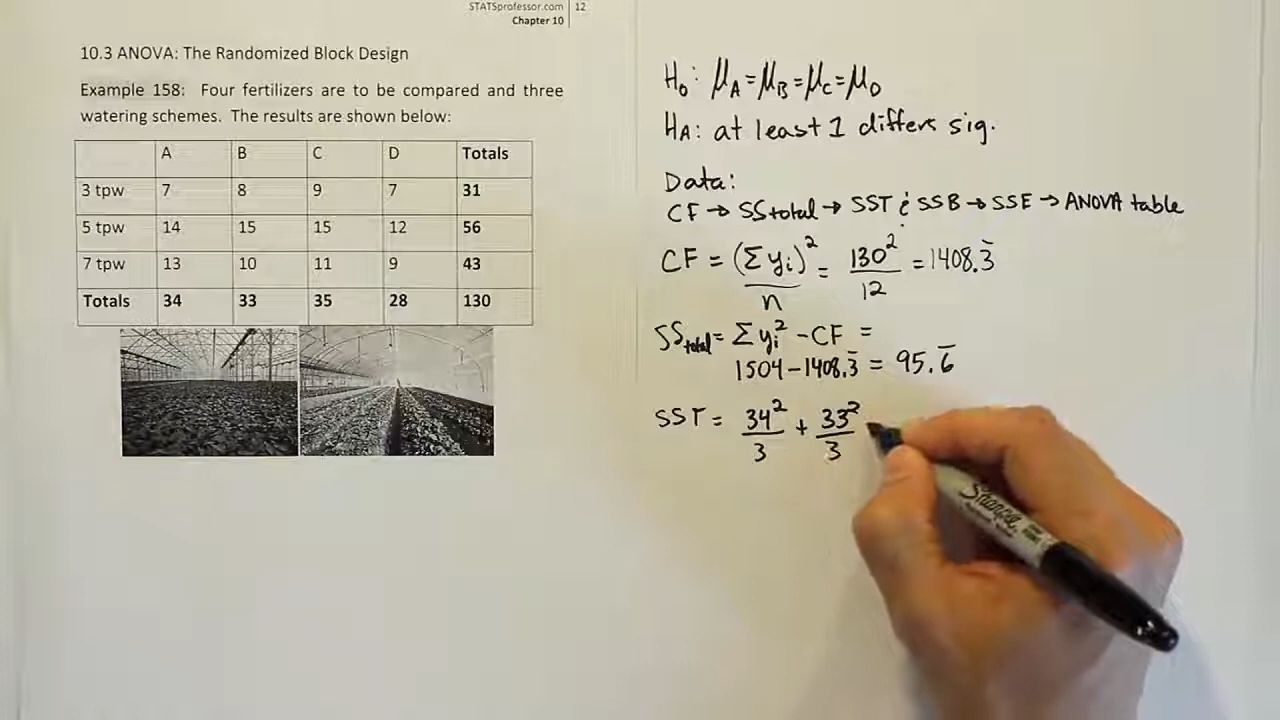 STATSprofessor.com 12
Chapter 10
10.3 ANOVA: The Randomized Block Design
Example 158: Four fertilizers are to be compared and three
watering schemes. The results are shown below:
A B C D Totals
3 tpw 7 8 9 7 31
5 tpw 14 15 15 12 56
7 tpw 13 10 11 9 43
Totals 34 33 35 28 130
H₀: μA = μB = μC = μD
HA: at least 1 differs sig.
Data:
CF → SStotal → SST & SSB → SSE → ANOVA table
CF = (Σyᵢ)²/n = 130²/12 = 1408.3̄
SStotal = Σyᵢ² - CF =
1504 - 1408.3̄ = 95.6̄
SST = 34²/3 + 33²/3
Sharpie